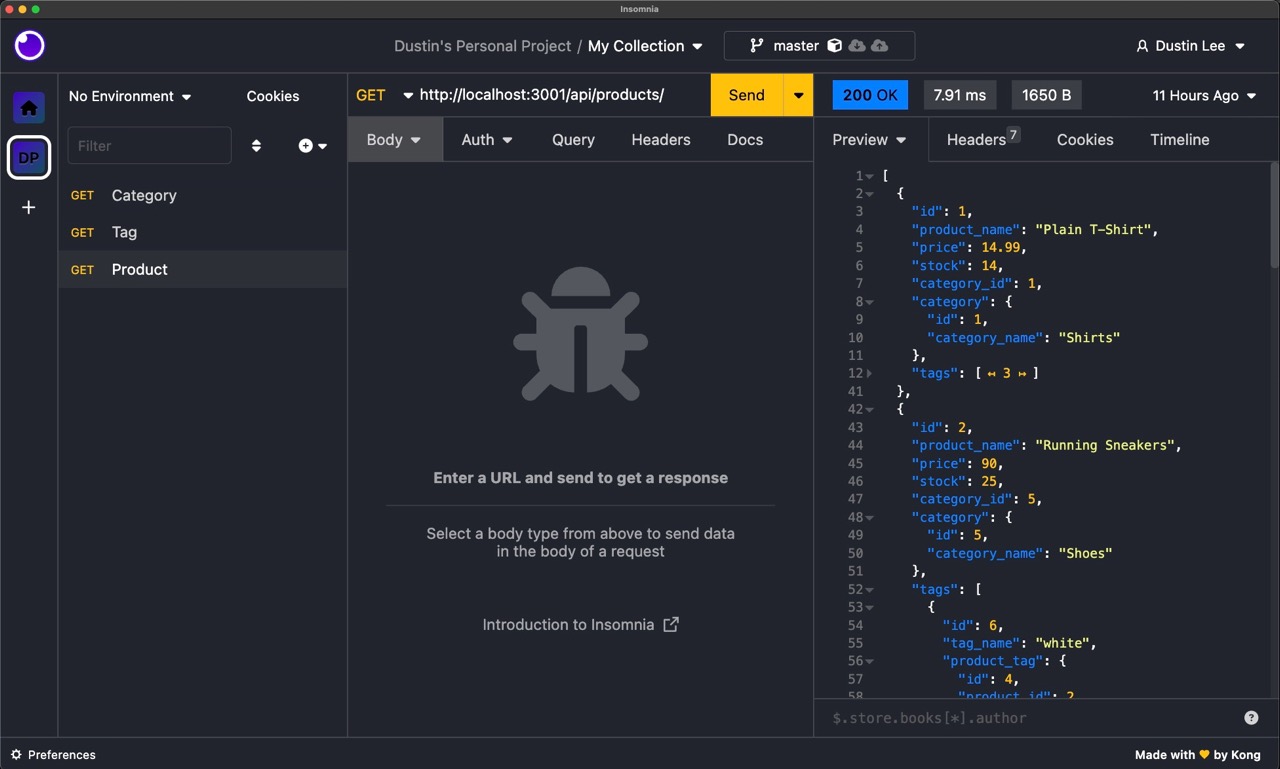 Insomnia
Dustin's Personal Project / My Collection
master
Dustin Lee
DP
No Environment
Cookies
Filter
GET Category
GET Tag
GET Product
GET http://localhost:3001/api/products/ Send
Body Auth Query Headers Docs
Enter a URL and send to get a response
Select a body type from above to send data
in the body of a request
Introduction to Insomnia
200 OK 7.91 ms 1650 B 11 Hours Ago
Preview Headers 7 Cookies Timeline
1 [
2 {
3 "id": 1,
4 "product_name": "Plain T-Shirt",
5 "price": 14.99,
6 "stock": 14,
7 "category_id": 1,
8 "category": {
9 "id": 1,
10 "category_name": "Shirts"
11 },
12 "tags": [ ↤ 3 ↦ ]
41 },
42 {
43 "id": 2,
44 "product_name": "Running Sneakers",
45 "price": 90,
46 "stock": 25,
47 "category_id": 5,
48 "category": {
49 "id": 5,
50 "category_name": "Shoes"
51 },
52 "tags": [
53 {
54 "id": 6,
55 "tag_name": "white",
56 "product_tag": {
57 "id": 4,
58 "product_id": 2
$.store.books[*].author
Preferences
Made with 💛 by Kong